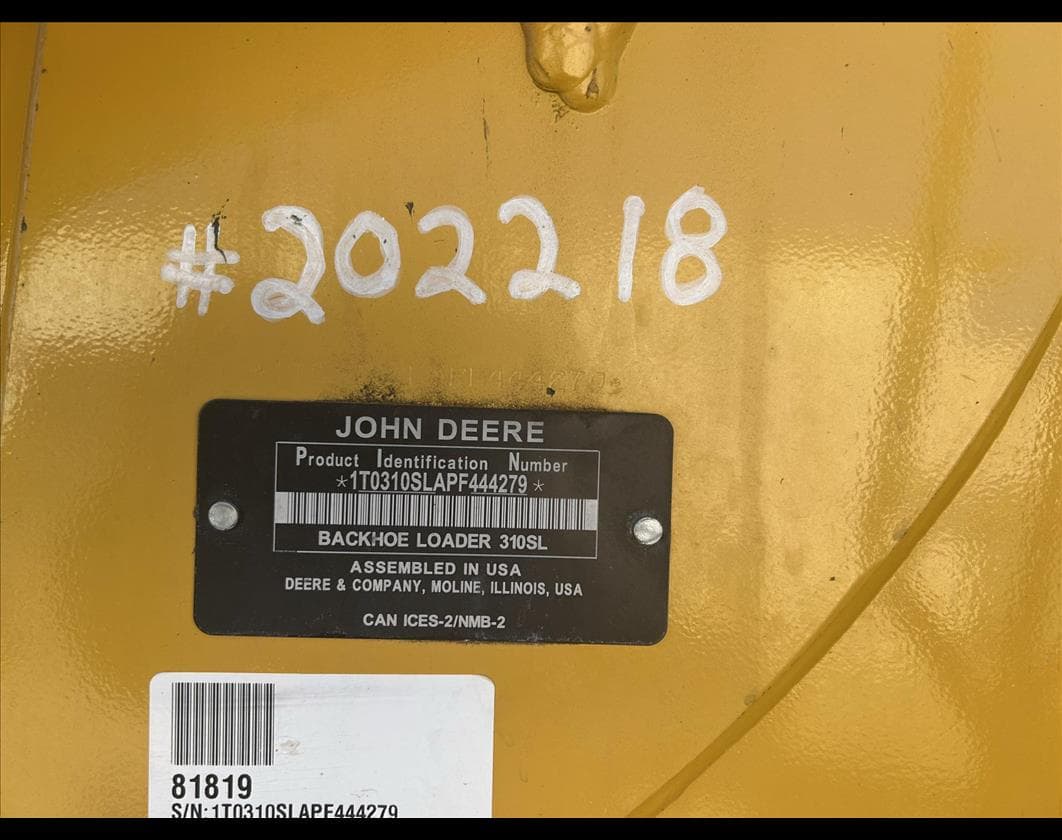 #202218
JOHN DEERE
Product Identification Number
*1T0310SLAPF444279*
BACKHOE LOADER 310SL
ASSEMBLED IN USA
DEERE & COMPANY, MOLINE, ILLINOIS, USA
CAN ICES-2/NMB-2
81819
S/N:1T0310SLAPF444279